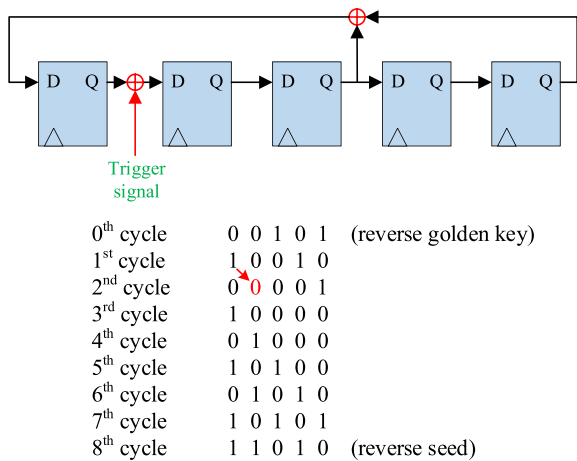 D Q D Q D Q D Q D Q
Trigger
signal
0th cycle 0 0 1 0 1 (reverse golden key)
1st cycle 1 0 0 1 0
2nd cycle 0 0 0 0 1
3rd cycle 1 0 0 0 0
4th cycle 0 1 0 0 0
5th cycle 1 0 1 0 0
6th cycle 0 1 0 1 0
7th cycle 1 0 1 0 1
8th cycle 1 1 0 1 0 (reverse seed)